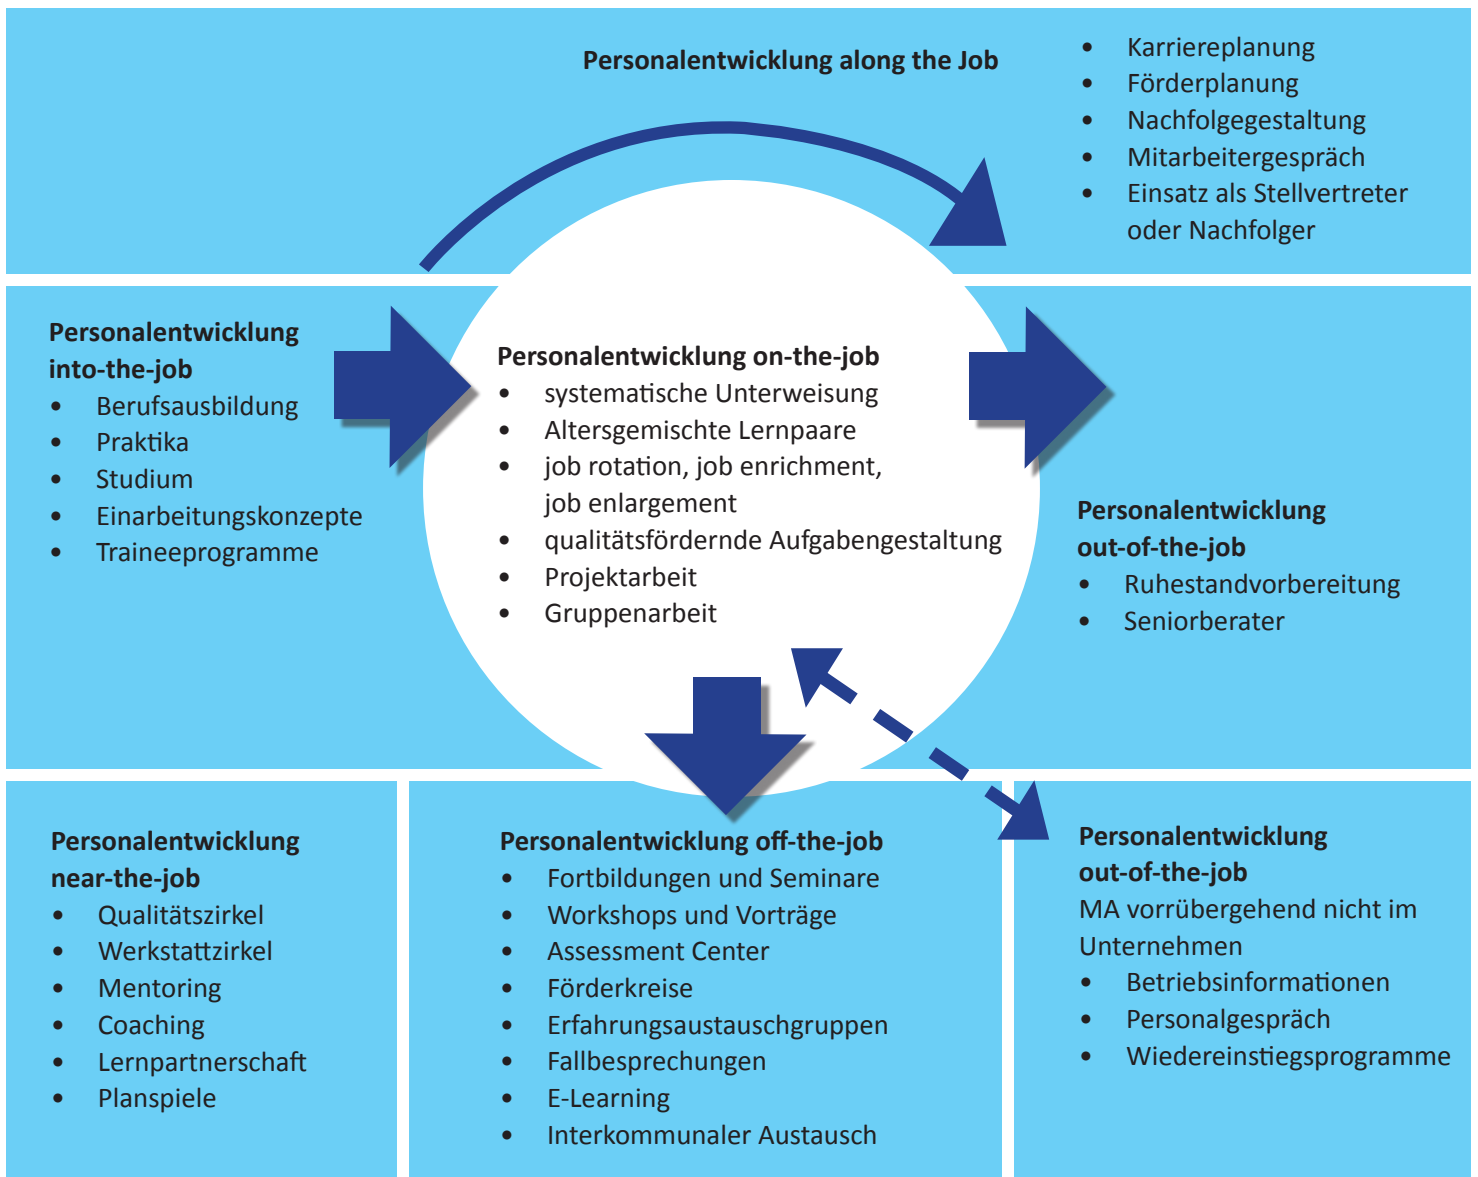 Personalentwicklung along the Job
• Karriereplanung
• Förderplanung
• Nachfolgegestaltung
• Mitarbeitergespräch
• Einsatz als Stellvertreter
oder Nachfolger
Personalentwicklung
into-the-job
• Berufsausbildung
• Praktika
• Studium
• Einarbeitungskonzepte
• Traineeprogramme
Personalentwicklung on-the-job
• systematische Unterweisung
• Altersgemischte Lernpaare
• job rotation, job enrichment,
job enlargement
• qualitätsfördernde Aufgabengestaltung
• Projektarbeit
• Gruppenarbeit
Personalentwicklung
out-of-the-job
• Ruhestandvorbereitung
• Seniorberater
Personalentwicklung
near-the-job
• Qualitätszirkel
• Werkstattzirkel
• Mentoring
• Coaching
• Lernpartnerschaft
• Planspiele
Personalentwicklung off-the-job
• Fortbildungen und Seminare
• Workshops und Vorträge
• Assessment Center
• Förderkreise
• Erfahrungsaustauschgruppen
• Fallbesprechungen
• E-Learning
• Interkommunaler Austausch
Personalentwicklung
out-of-the-job
MA vorrübergehend nicht im
Unternehmen
• Betriebsinformationen
• Personalgespräch
• Wiedereinstiegsprogramme